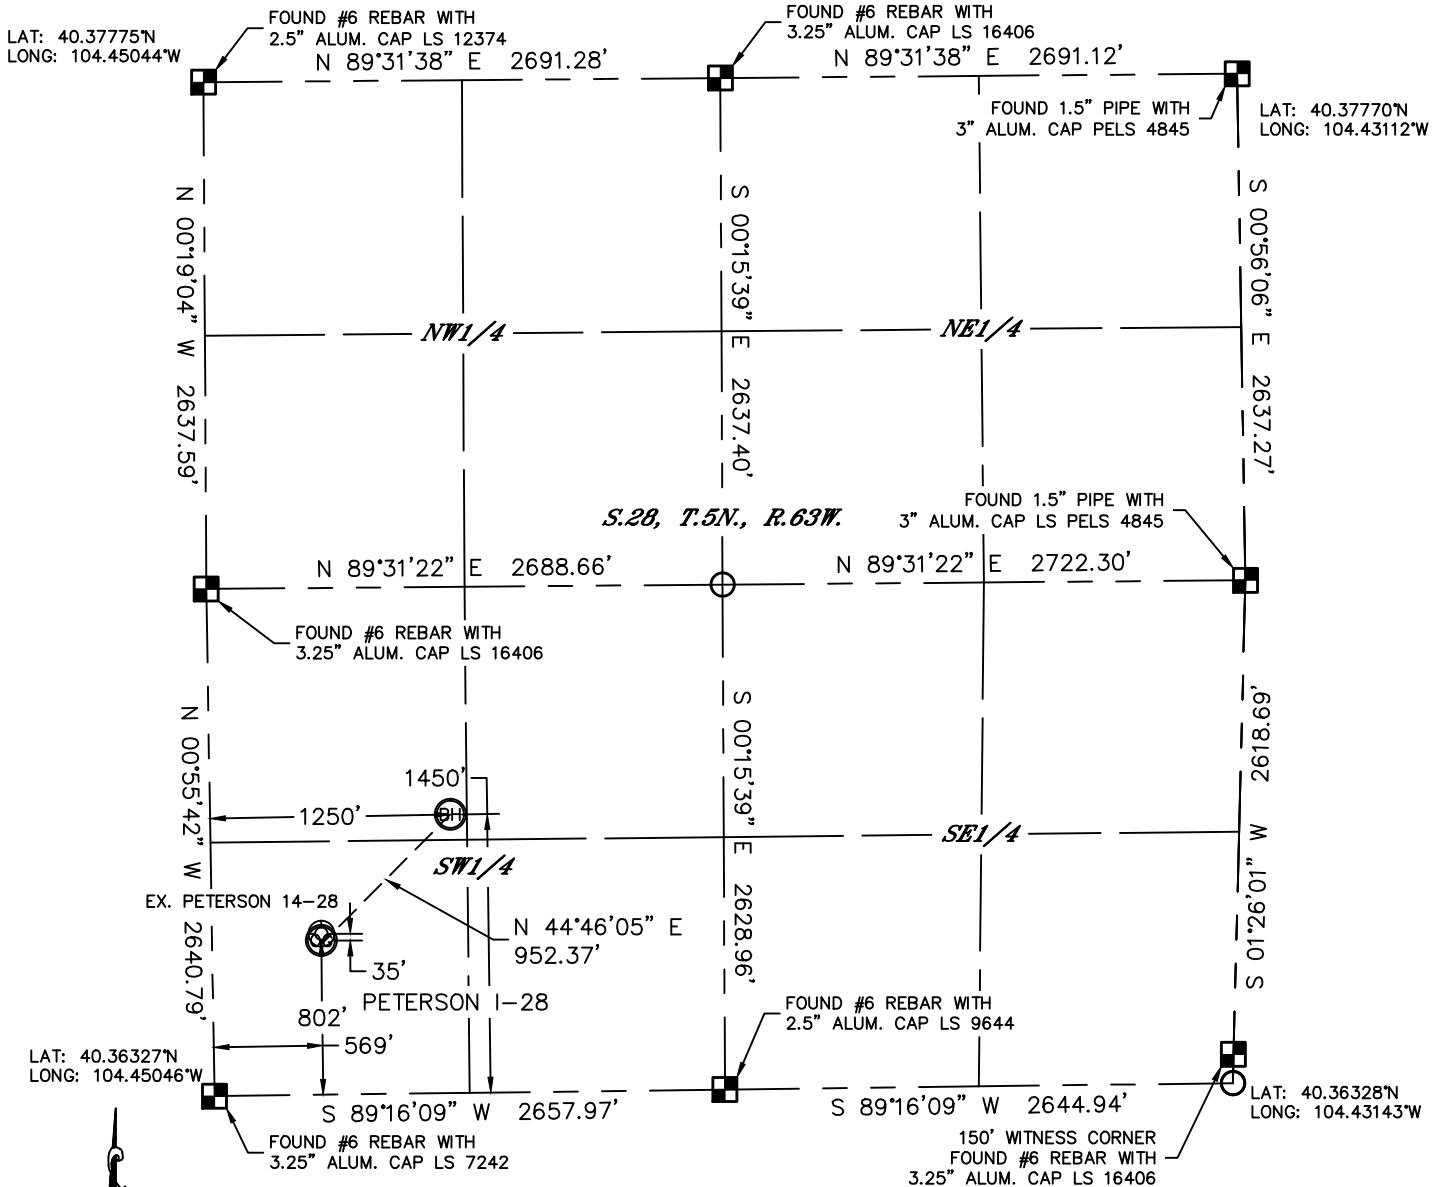 LAT: 40.37775°N
LONG: 104.45044°W
FOUND #6 REBAR WITH
2.5" ALUM. CAP LS 12374
N 89°31'38" E 2691.28'
FOUND #6 REBAR WITH
3.25" ALUM. CAP LS 16406
N 89°31'38" E 2691.12'
FOUND 1.5" PIPE WITH
3" ALUM. CAP PELS 4845
LAT: 40.37770°N
LONG: 104.43112°W
N 00°19'04" W 2637.59'
S 00°15'39" E 2637.40'
S 00°56'06" E 2637.27'
NW1/4
NE1/4
S.28, T.5N., R.63W.
FOUND 1.5" PIPE WITH
3" ALUM. CAP LS PELS 4845
N 89°31'22" E 2688.66'
N 89°31'22" E 2722.30'
FOUND #6 REBAR WITH
3.25" ALUM. CAP LS 16406
N 00°55'42" W 2640.79'
S 00°15'39" E 2628.96'
S 01°26'01" W 2618.69'
1450'
1250'
BH
SW1/4
SE1/4
EX. PETERSON 14-28
N 44°46'05" E
952.37'
35'
PETERSON I-28
802'
569'
FOUND #6 REBAR WITH
2.5" ALUM. CAP LS 9644
LAT: 40.36327°N
LONG: 104.45046°W
S 89°16'09" W 2657.97'
S 89°16'09" W 2644.94'
LAT: 40.36328°N
LONG: 104.43143°W
FOUND #6 REBAR WITH
3.25" ALUM. CAP LS 7242
150' WITNESS CORNER
FOUND #6 REBAR WITH
3.25" ALUM. CAP LS 16406